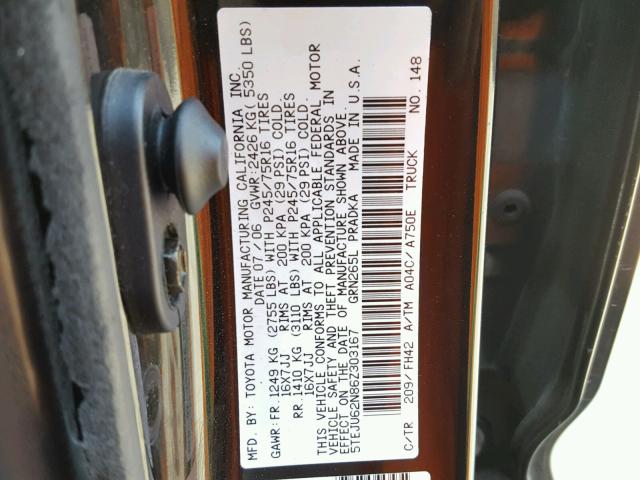 MFD. BY: TOYOTA MOTOR MANUFACTURING CALIFORNIA INC.
DATE 07/06 GVWR:2426 KG( 5350 LBS)
GAWR:FR.1249 KG (2755 LBS) WITH P245/75R16 TIRES
16X7JJ RIMS AT 200 KPA (29 PSI) COLD.
RR.1410 KG (3110 LBS) WITH P245/75R16 TIRES
16X7JJ RIMS AT 200 KPA (29 PSI) COLD.
THIS VEHICLE CONFORMS TO ALL APPLICABLE FEDERAL MOTOR
VEHICLE SAFETY AND THEFT PREVENTION STANDARDS IN
EFFECT ON THE DATE OF MANUFACTURE SHOWN ABOVE.
5TEJU62N86Z303167 GRN265L PRADKA MADE IN U.S.A.
C/TR 209/FH42 A/TM A04C/A750E TRUCK NO. 148